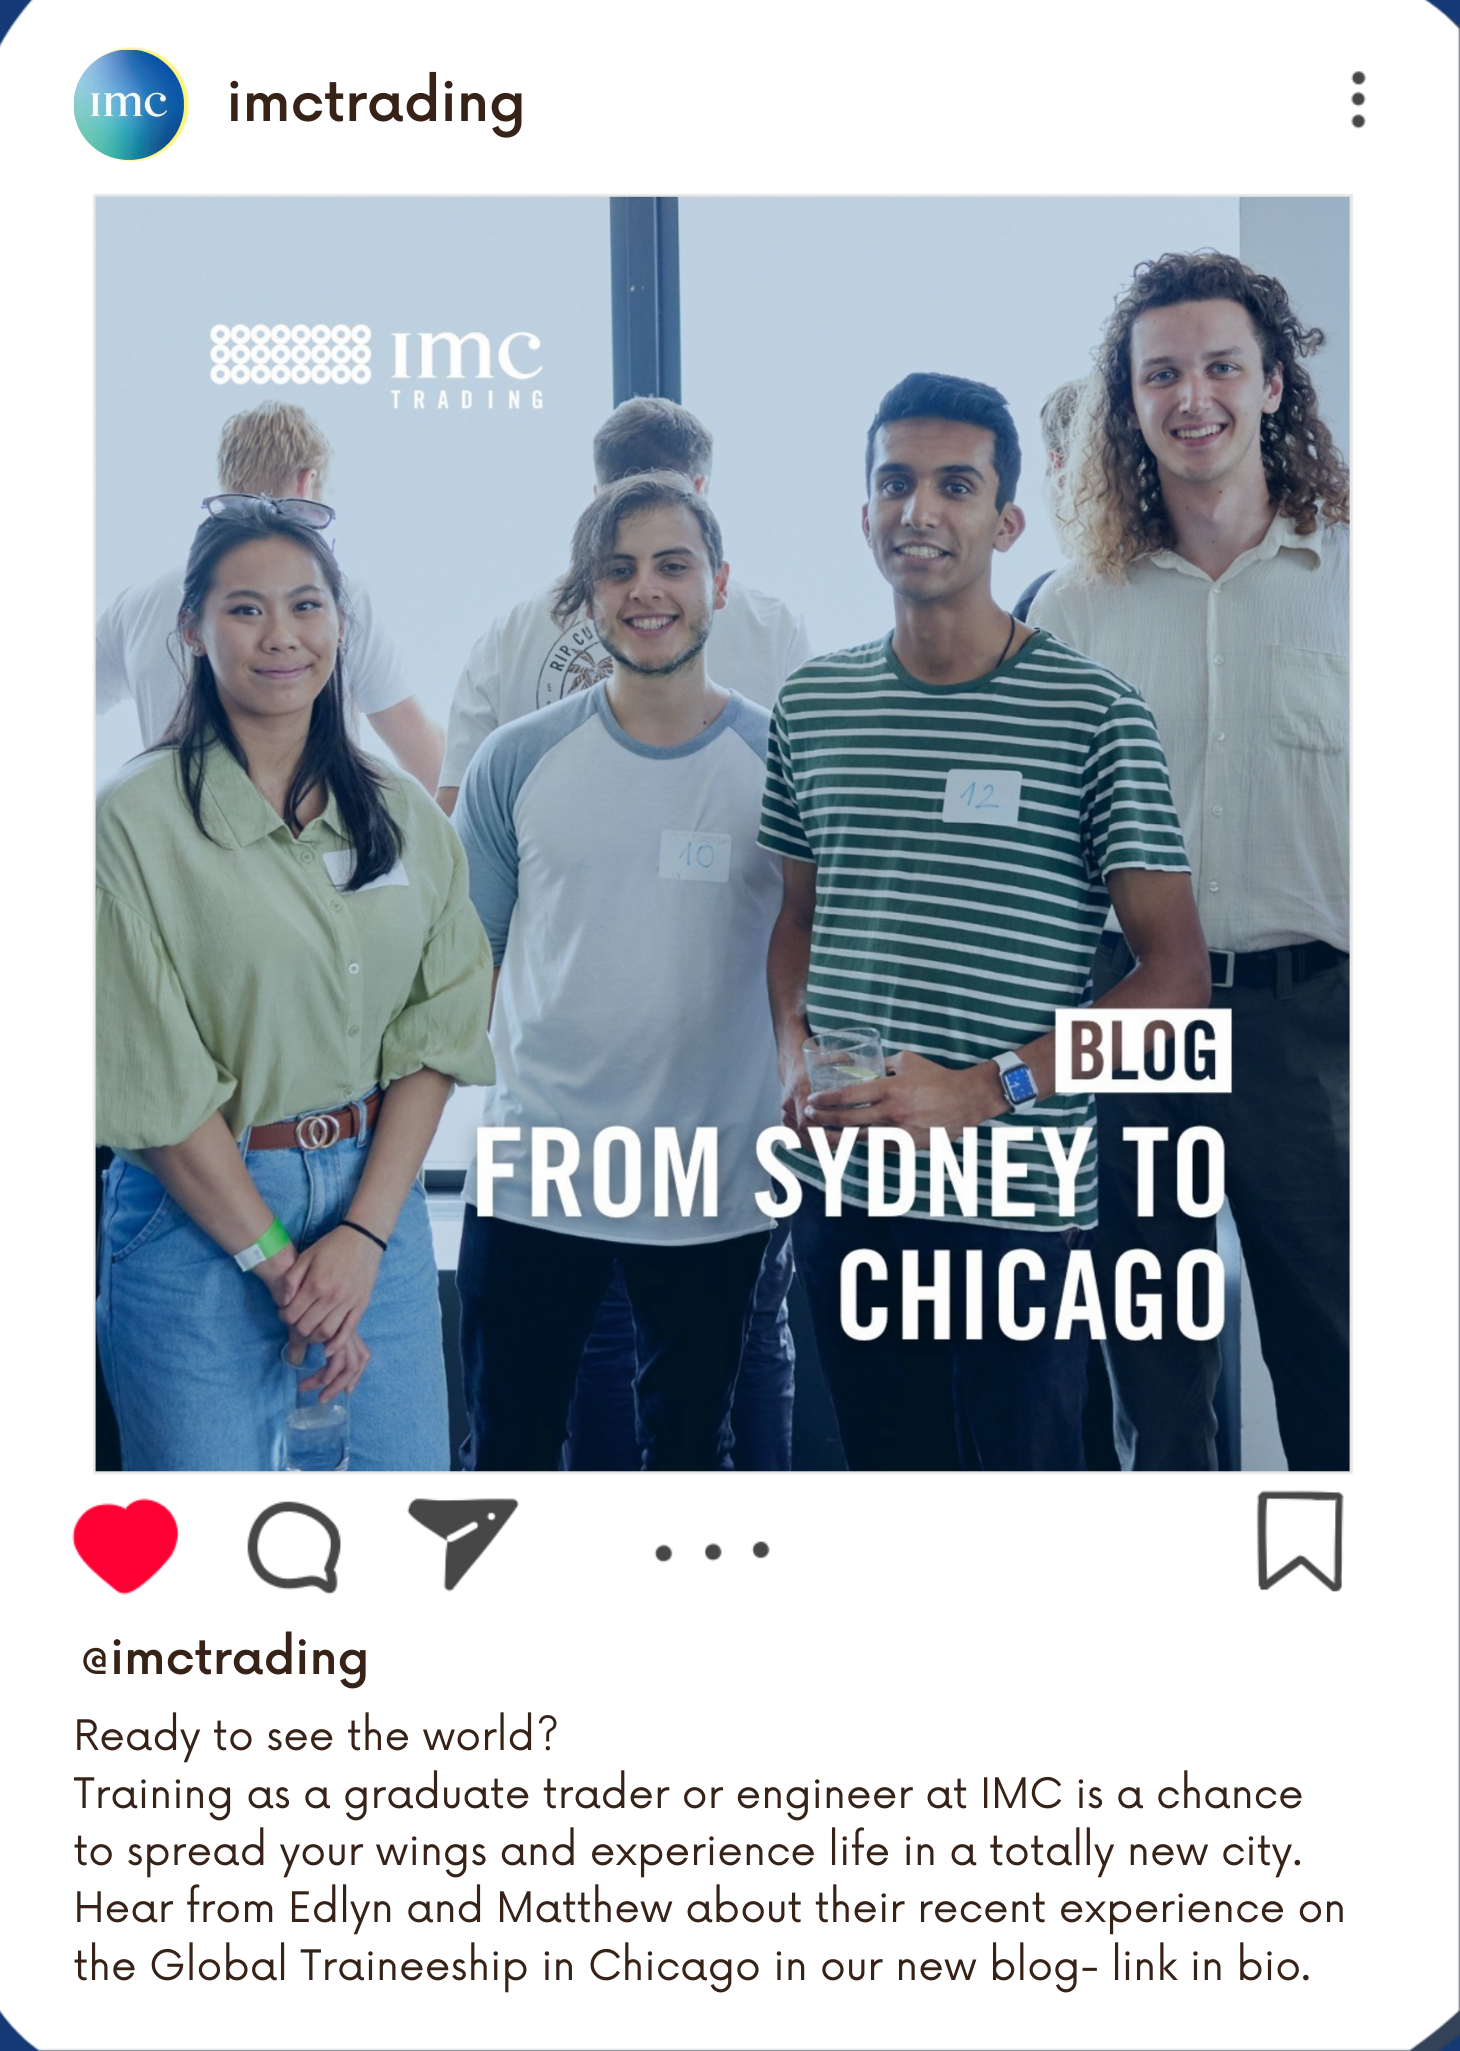 imc
imctrading
imc
TRADING
RIP CU
10
12
BLOG
FROM SYDNEY TO
CHICAGO
@imctrading
Ready to see the world?
Training as a graduate trader or engineer at IMC is a chance
to spread your wings and experience life in a totally new city.
Hear from Edlyn and Matthew about their recent experience on
the Global Traineeship in Chicago in our new blog- link in bio.